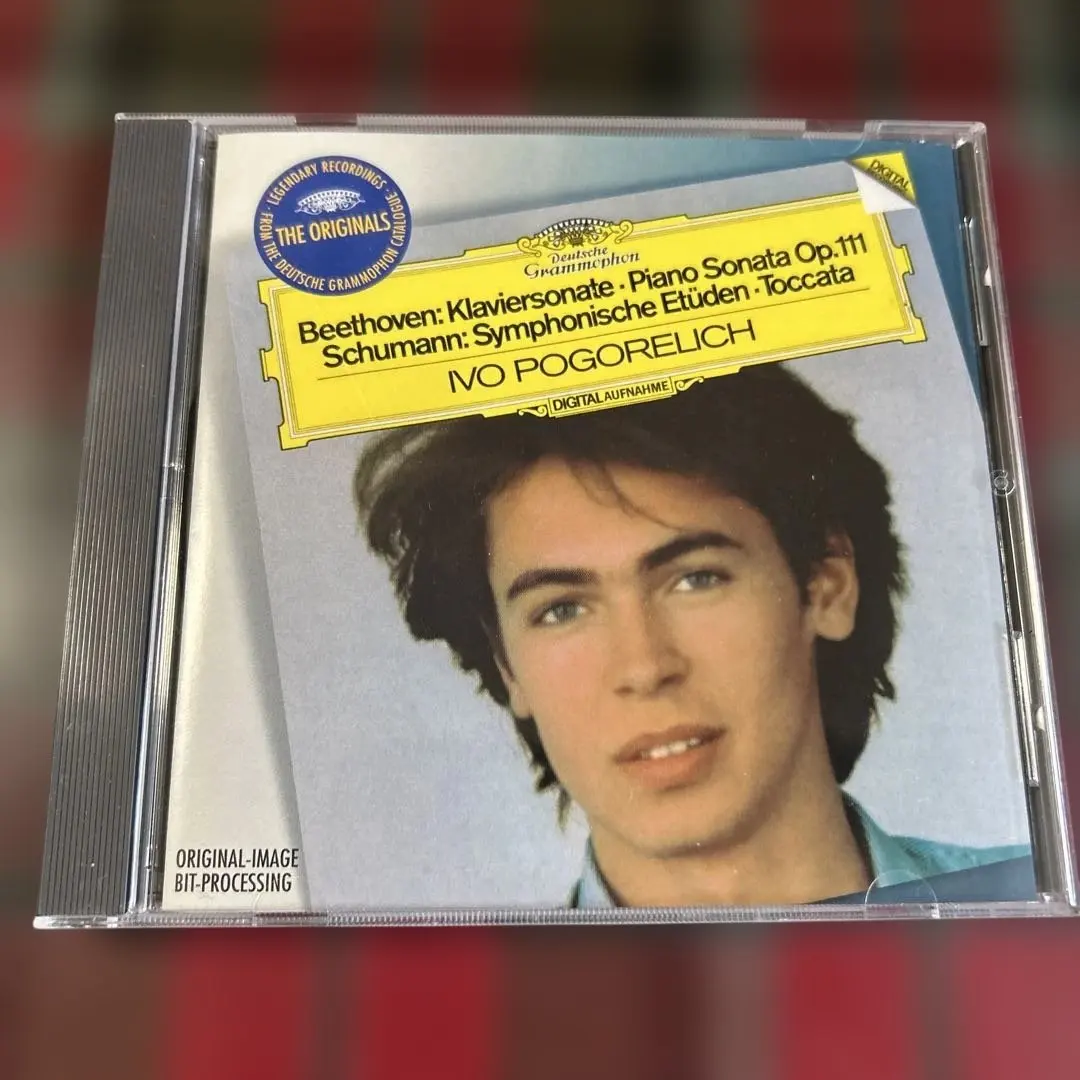 LEGENDARY RECORDINGS
THE ORIGINALS
FROM THE DEUTSCHE GRAMMOPHON CATALOGUE
DIGITAL
Deutsche
Grammophon
Beethoven: Klaviersonate · Piano Sonata Op.111
Schumann: Symphonische Etüden · Toccata
IVO POGORELICH
DIGITAL AUFNAHME
ORIGINAL-IMAGE
BIT-PROCESSING